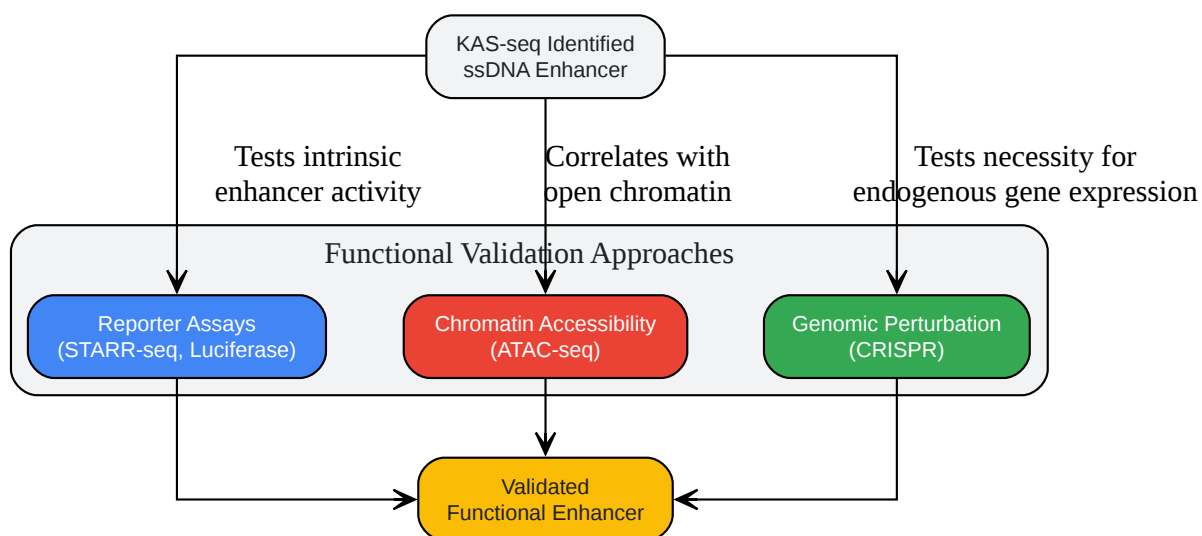 KAS-seq Identified
ssDNA Enhancer
Tests intrinsic
enhancer activity
Correlates with
open chromatin
Tests necessity for
endogenous gene expression
Functional Validation Approaches
Reporter Assays
(STARR-seq, Luciferase)
Chromatin Accessibility
(ATAC-seq)
Genomic Perturbation
(CRISPR)
Validated
Functional Enhancer